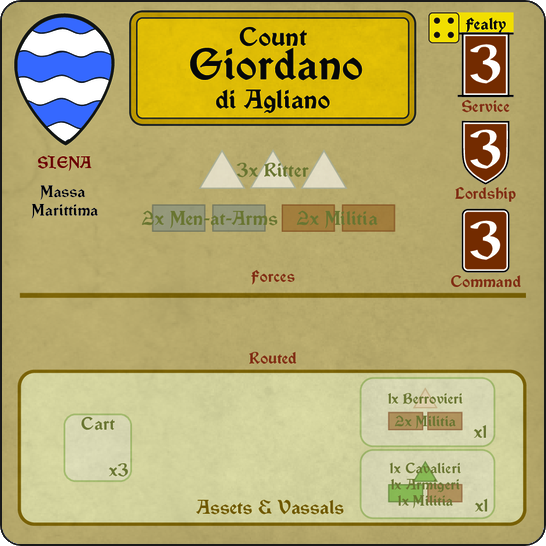 Count
Giordano
di Agliano
Fealty
3
Service
SIENA
Massa
Marittima
3x Ritter
3
Lordship
2x Men-at-Arms 2x Militia
3
Command
Forces
Routed
Cart
x3
1x Berrovieri
2x Militia
x1
1x Cavalieri
1x Armigeri
1x Militia
x1
Assets & Vassals